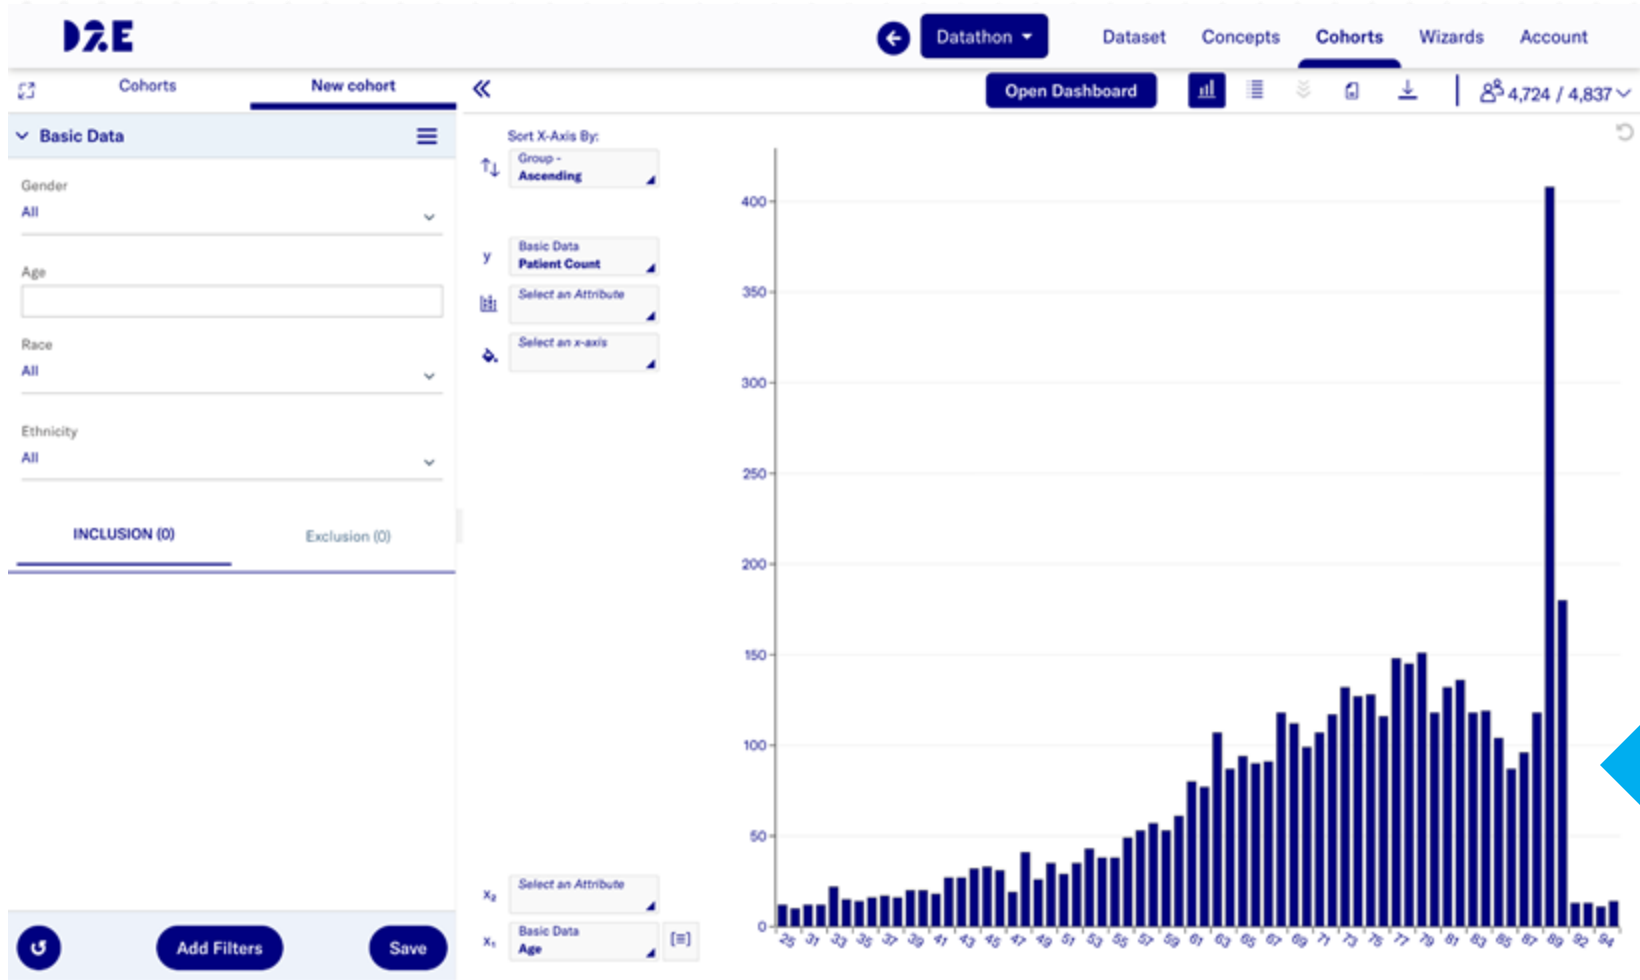 D2E
Datathon
Dataset
Concepts
Cohorts
Wizards
Account
Cohorts
New cohort
Open Dashboard
4,724 / 4,837
Basic Data
Gender
All
Age
Race
All
Ethnicity
All
INCLUSION (0)
Exclusion (0)
Add Filters
Save
Sort X-Axis By:
Group -
Ascending
y
Basic Data
Patient Count
Select an Attribute
Select an x-axis
X₂
Select an Attribute
X₁
Basic Data
Age
400
350
300
250
200
150
100
50
0
25 31 33 35 37 39 41 43 45 47 49 51 53 55 57 59 61 63 65 67 69 71 73 75 77 79 81 83 85 87 89 92 94